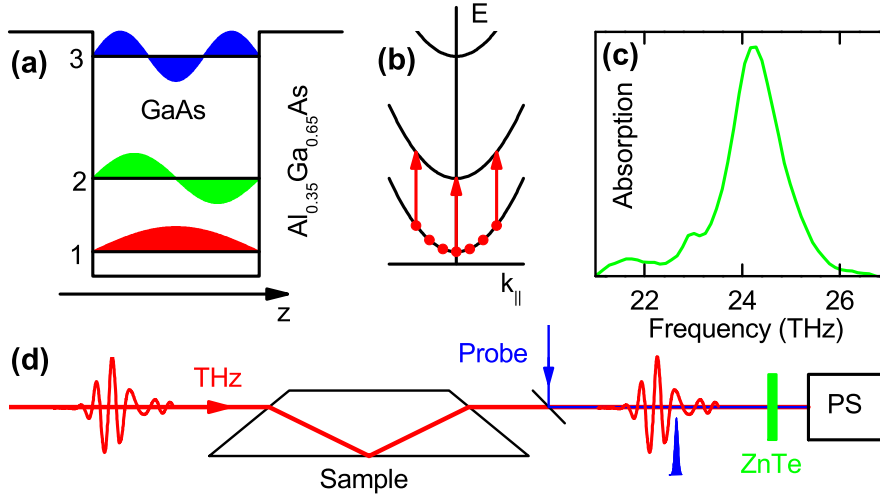 (a)
3
2
1
GaAs
Al0.35Ga0.65As
z
(b)
E
k||
(c)
Absorption
22 24 26
Frequency (THz)
(d)
THz
Sample
Probe
ZnTe
PS